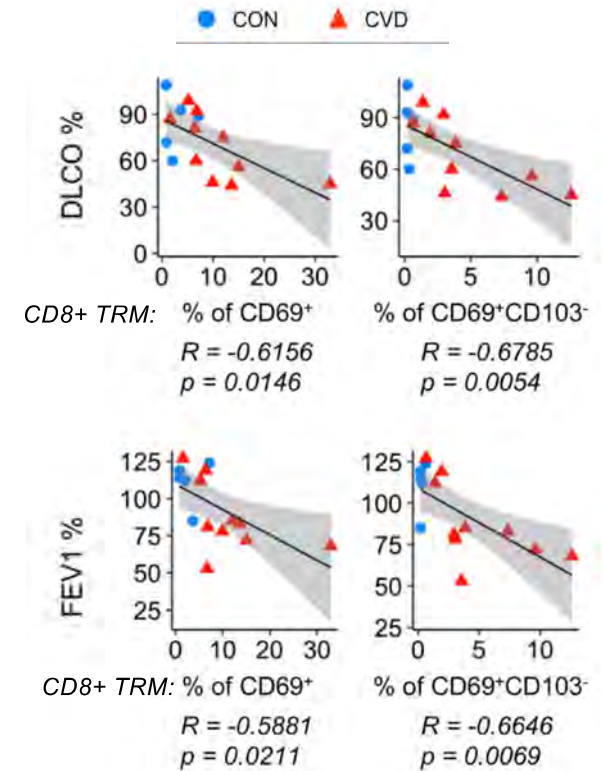 CON CVD
DLCO %
90
60
30
0
0 10 20 30
90
60
30
0 5 10
CD8+ TRM: % of CD69⁺ % of CD69⁺CD103⁻
R = -0.6156 R = -0.6785
p = 0.0146 p = 0.0054
FEV1 %
125
100
75
50
25
0 10 20 30
125
100
75
50
25
0 5 10
CD8+ TRM: % of CD69⁺ % of CD69⁺CD103⁻
R = -0.5881 R = -0.6646
p = 0.0211 p = 0.0069